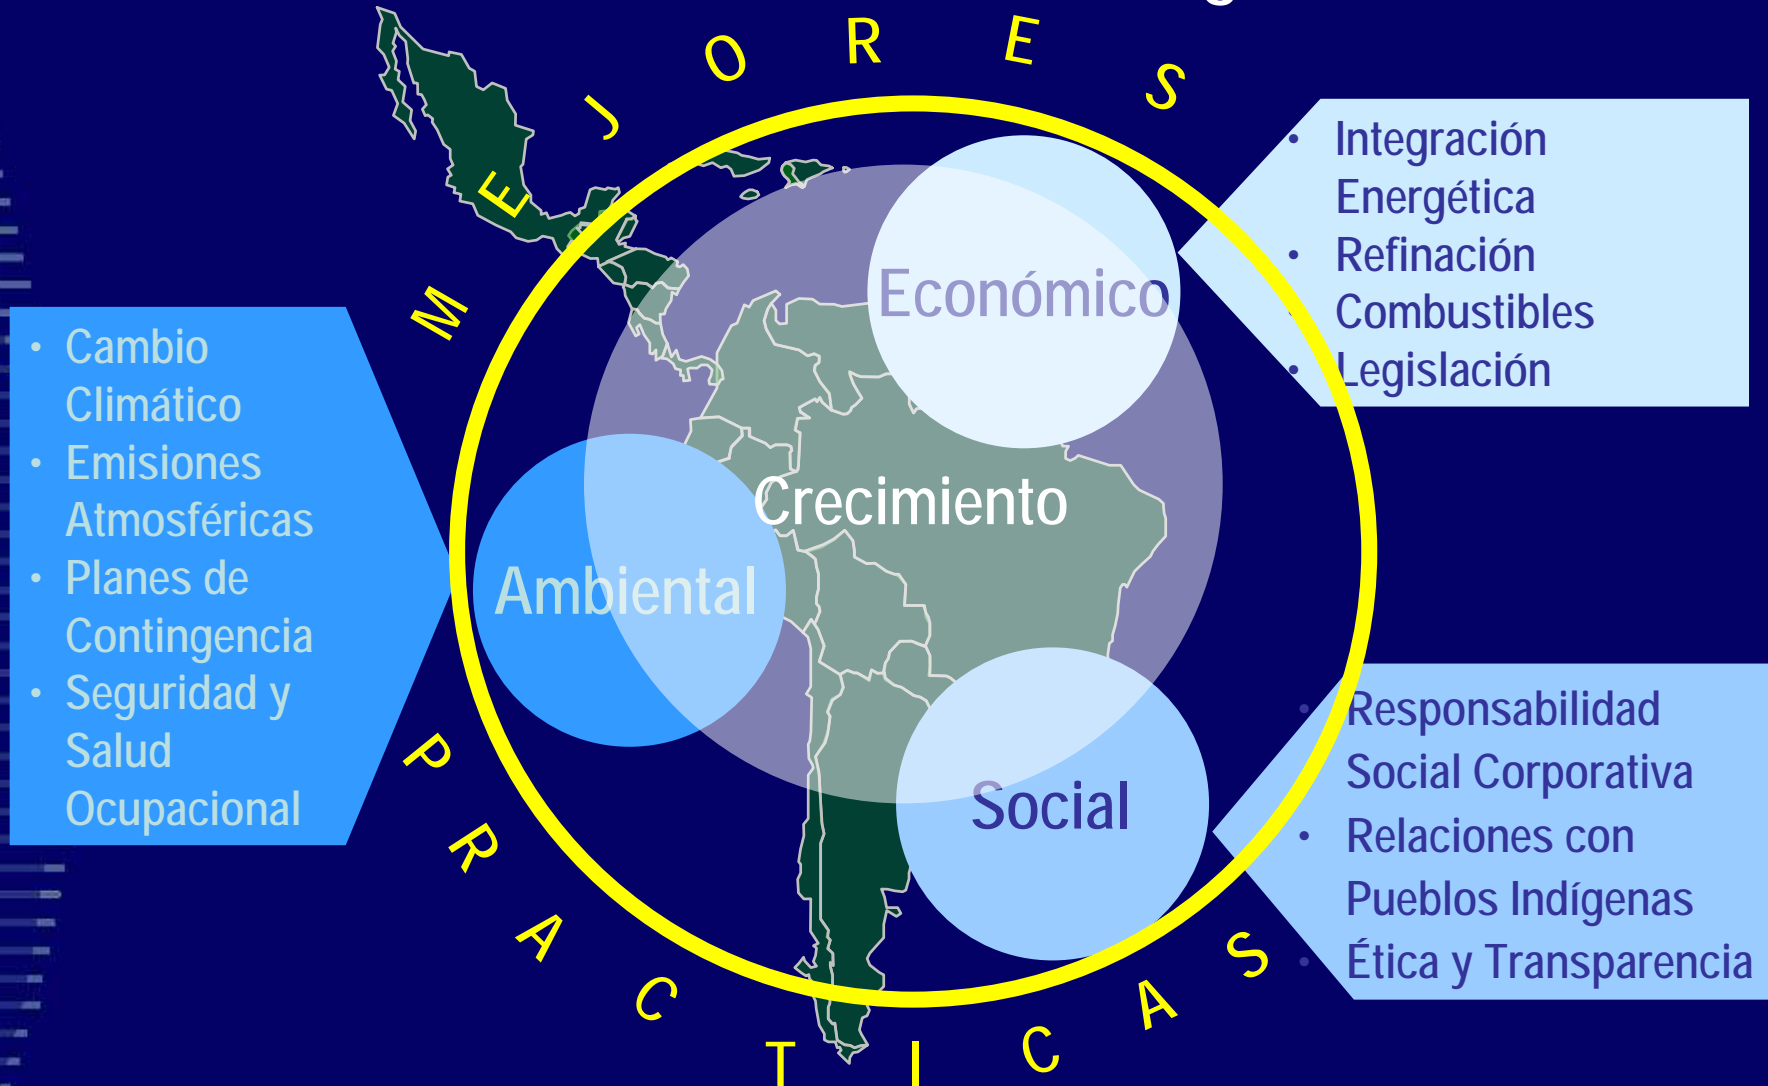 MEJORES
• Integración
Energética
• Refinación
• Combustibles
• Legislación
Económico
• Cambio
Climático
• Emisiones
Atmosféricas
• Planes de
Contingencia
• Seguridad y
Salud
Ocupacional
Crecimiento
Ambiental
Social
• Responsabilidad
Social Corporativa
• Relaciones con
Pueblos Indígenas
• Ética y Transparencia
PRACTICAS